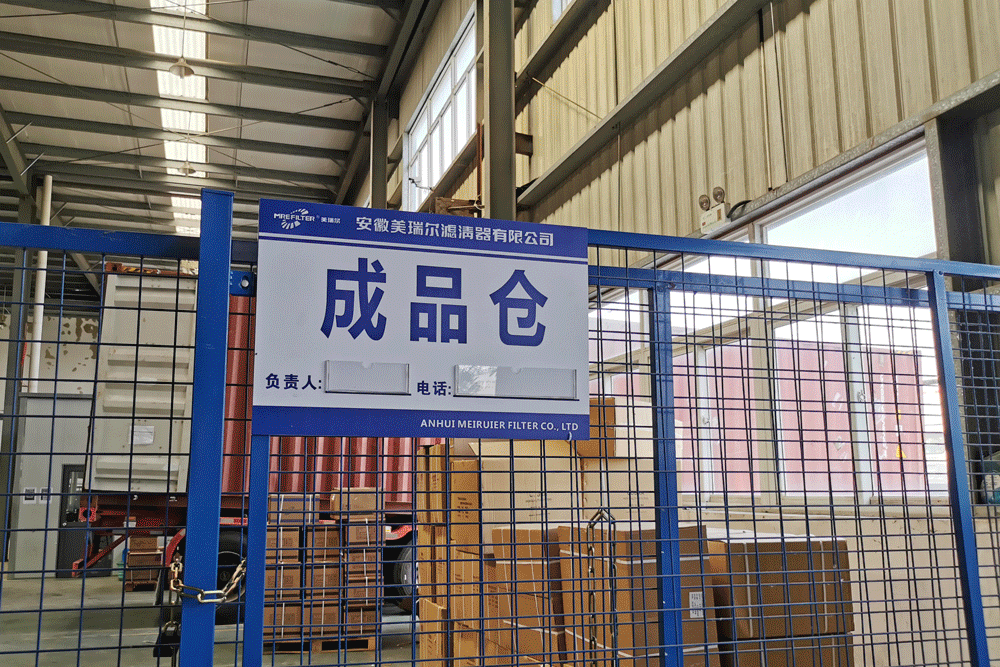 MREFILTER® 美瑞尔 安徽美瑞尔滤清器有限公司
成品仓
负责人: 电话:
ANHUI MEIRUIER FILTER CO., LTD